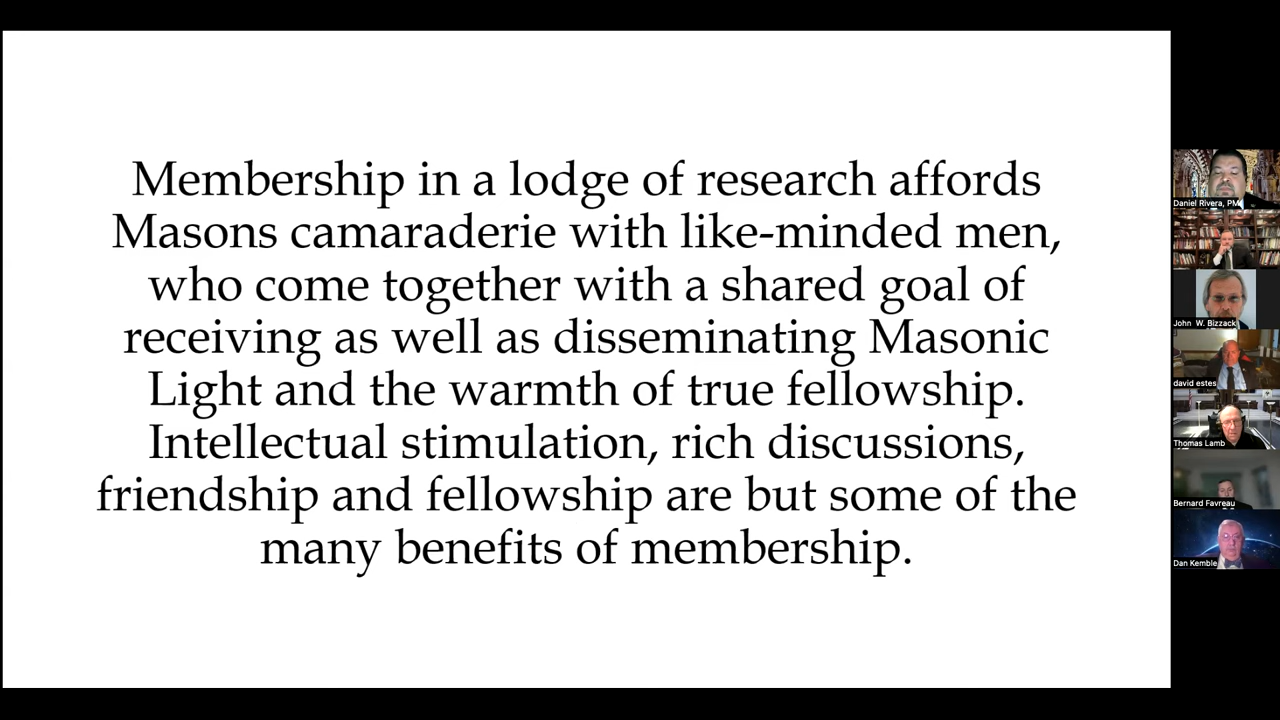 Membership in a lodge of research affords
Masons camaraderie with like-minded men,
who come together with a shared goal of
receiving as well as disseminating Masonic
Light and the warmth of true fellowship.
Intellectual stimulation, rich discussions,
friendship and fellowship are but some of the
many benefits of membership.
Daniel Rivera, PM
John W. Bizzack
david estes
Thomas Lamb
Bernard Favreau
Dan Kemble